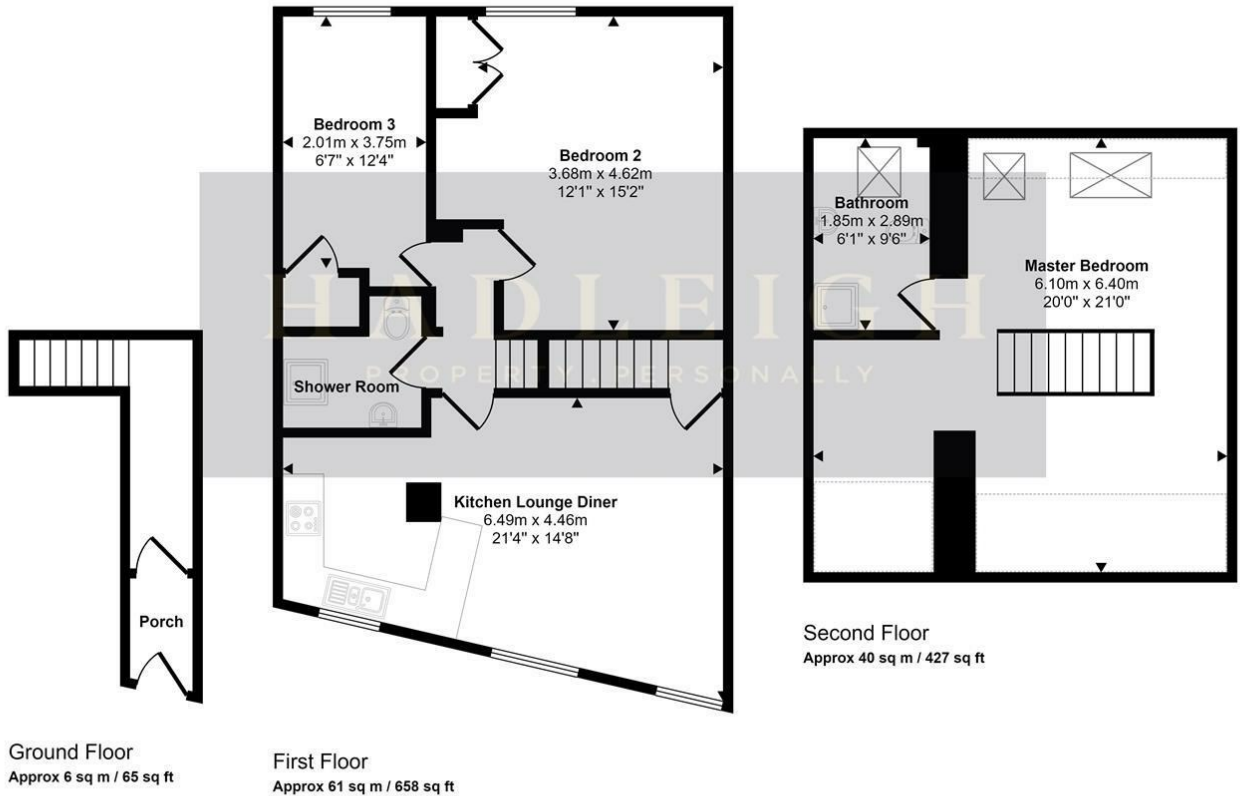 Bedroom 3
2.01m x 3.75m
6'7" x 12'4"
Bedroom 2
3.68m x 4.62m
12'1" x 15'2"
Bathroom
1.85m x 2.89m
6'1" x 9'6"
Master Bedroom
6.10m x 6.40m
20'0" x 21'0"
HADLEIGH
PROPERTY . PERSONALLY
Shower Room
Kitchen Lounge Diner
6.49m x 4.46m
21'4" x 14'8"
Porch
Second Floor
Approx 40 sq m / 427 sq ft
Ground Floor
Approx 6 sq m / 65 sq ft
First Floor
Approx 61 sq m / 658 sq ft